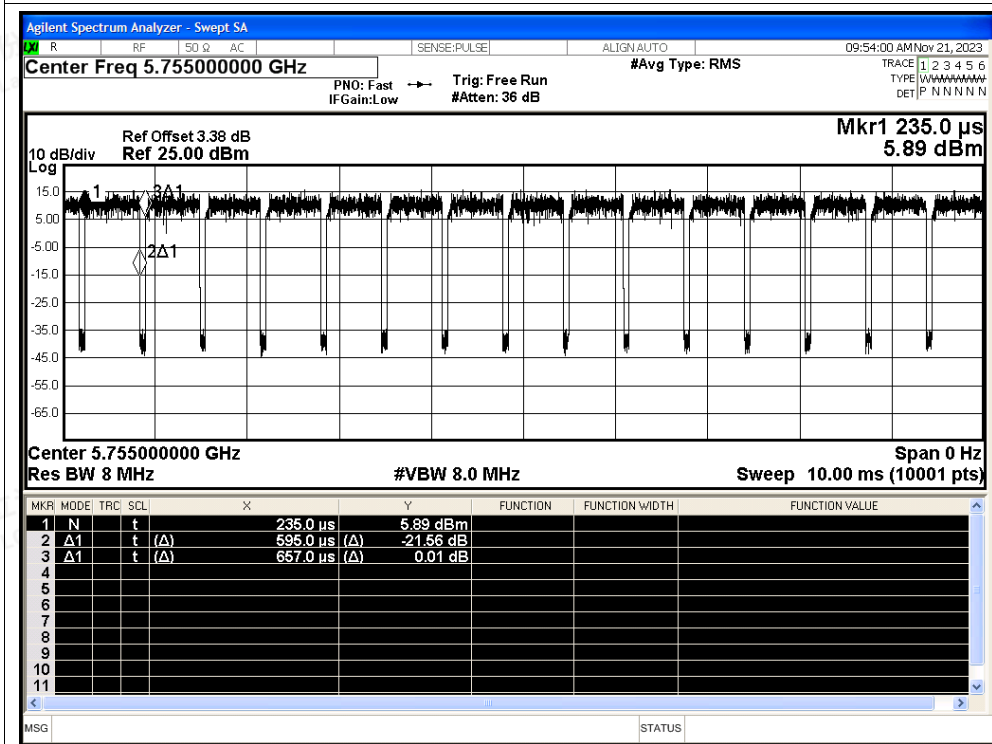 Agilent Spectrum Analyzer - Swept SA
LXI R RF 50 Ω AC SENSE:PULSE ALIGN AUTO 09:54:00 AM Nov 21, 2023
Center Freq 5.755000000 GHz #Avg Type: RMS TRACE 1 2 3 4 5 6
PNO: Fast Trig: Free Run TYPE W
IFGain:Low #Atten: 36 dB DET P N N N N N
Mkr1 235.0 µs
5.89 dBm
Ref Offset 3.38 dB
10 dB/div Ref 25.00 dBm
Log
15.0
5.00
-5.00
-15.0
-25.0
-35.0
-45.0
-55.0
-65.0
1
3Δ1
2Δ1
Center 5.755000000 GHz Span 0 Hz
Res BW 8 MHz #VBW 8.0 MHz Sweep 10.00 ms (10001 pts)
MKR MODE TRC SCL X Y FUNCTION FUNCTION WIDTH FUNCTION VALUE
1 N t 235.0 µs 5.89 dBm
2 Δ1 t (Δ) 595.0 µs (Δ) -21.56 dB
3 Δ1 t (Δ) 657.0 µs (Δ) 0.01 dB
4
5
6
7
8
9
10
11
MSG STATUS